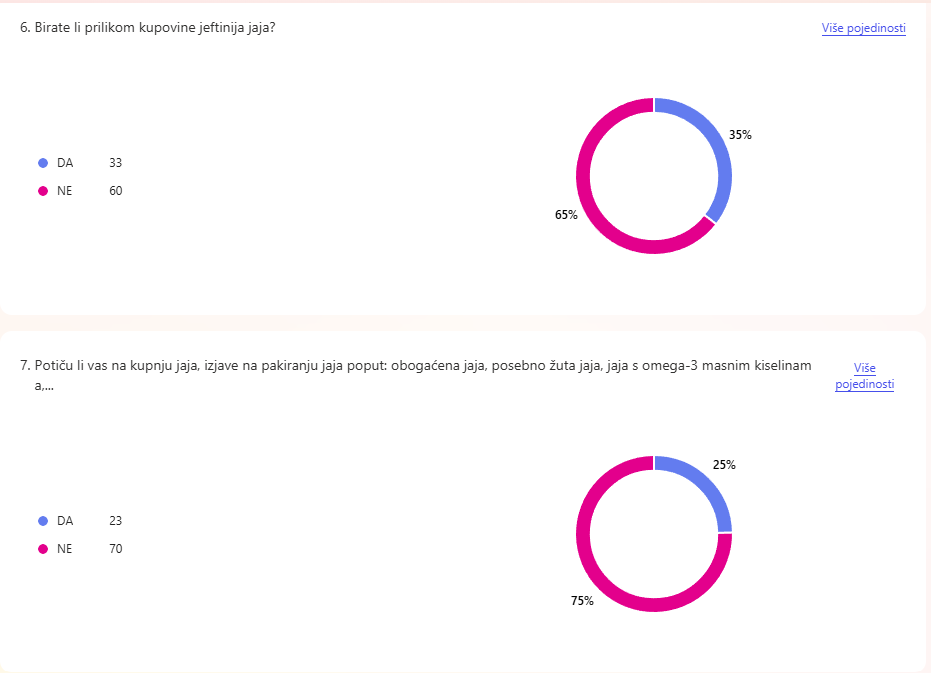 6. Birate li prilikom kupovine jeftinija jaja?
Više pojedinosti
35%
DA 33
NE 60
65%
7. Potiču li vas na kupnju jaja, izjave na pakiranju jaja poput: obogaćena jaja, posebno žuta jaja, jaja s omega-3 masnim kiselinam
a,...
Više
pojedinosti
25%
DA 23
NE 70
75%